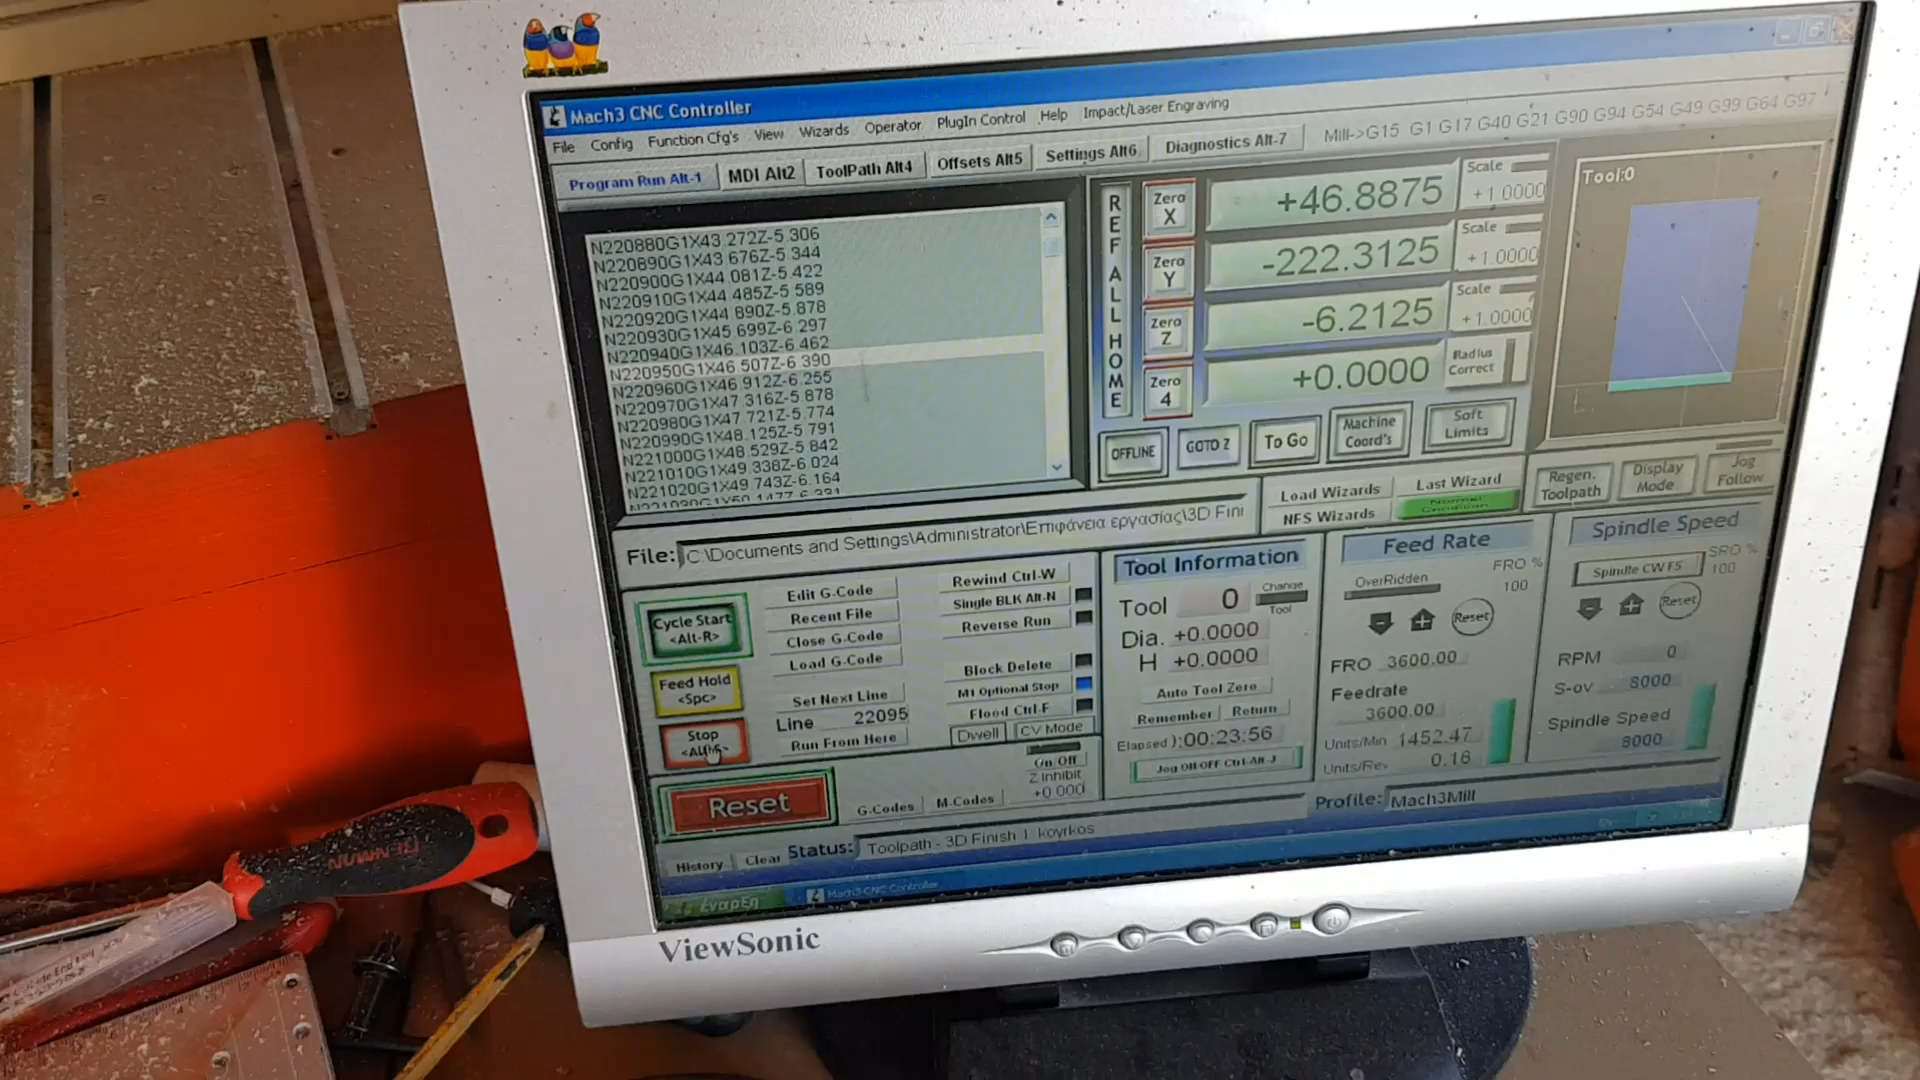 Mach3 CNC Controller
File Config Function Cfg's View Wizards Operator PlugIn Control Help Impact/Laser Engraving
Program Run Alt-1 MDI Alt2 ToolPath Alt4 Offsets Alt5 Settings Alt6 Diagnostics Alt-7 Mill->G15 G1 G17 G40 G21 G90 G94 G54 G49 G99 G64 G97
N220880G1X43.272Z-5.306
N220890G1X43.676Z-5.344
N220900G1X44.081Z-5.422
N220910G1X44.485Z-5.589
N220920G1X44.890Z-5.878
N220930G1X45.699Z-6.297
N220940G1X46.103Z-6.462
N220950G1X46.507Z-6.390
N220960G1X46.912Z-6.255
N220970G1X47.316Z-5.878
N220980G1X47.721Z-5.774
N220990G1X48.125Z-5.791
N221000G1X48.529Z-5.842
N221010G1X49.338Z-6.024
N221020G1X49.743Z-6.164
N221030G1X50.147Z-6.331
REF ALL HOME
Zero X +46.8875 Scale +1.0000
Zero Y -222.3125 Scale +1.0000
Zero Z -6.2125 Scale +1.0000
Zero 4 +0.0000 Radius Correct
OFFLINE GOTO Z To Go Machine Coord's Soft Limits
Tool:0
Load Wizards Last Wizard
NFS Wizards Normal Condition
Regen. Toolpath Display Mode Jog Follow
File: C:\Documents and Settings\Administrator\Επιφάνεια εργασίας\3D Fini
Cycle Start
<Alt-R>
Feed Hold
<Spc>
Stop
Reset
Edit G-Code
Recent File
Close G-Code
Load G-Code
Set Next Line
Line 22095
Run From Here
Rewind Ctrl-W
Single BLK Alt-N
Reverse Run
Block Delete
M1 Optional Stop
Flood Ctrl-F
Dwell CV Mode
On/Off
Z Inhibit
+0.000
G-Codes M-Codes
Tool Information
Tool 0 Change Tool
Dia. +0.0000
H +0.0000
Auto Tool Zero
Remember Return
Elapsed 00:23:56
Jog ON/OFF Ctrl-Alt-J
Feed Rate
OverRidden FRO % 100
Reset
FRO 3600.00
Feedrate
3600.00
Units/Min 1452.47
Units/Rev 0.16
Spindle Speed
Spindle CW F5 SRO % 100
Reset
RPM 0
S-ov 8000
Spindle Speed
8000
History Clear Status: Toolpath - 3D Finish 1 koyrkos
Profile: Mach3Mill
έναρξη Mach3 CNC Controller
ViewSonic
BENMAN